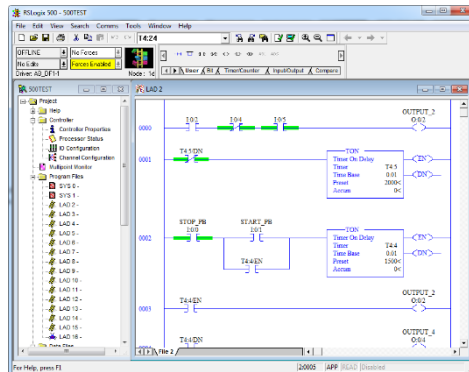 RSLogix 500 - 500TEST
File Edit View Search Comms Tools Window Help
T4:24
OFFLINE No Forces
No Edits Forces Enabled
Driver: AB_DF1-1 Node: 1d
User Bit Timer/Counter Input/Output Compare
500TEST
Project
Help
Controller
Controller Properties
Processor Status
IO Configuration
Channel Configuration
Multipoint Monitor
Program Files
SYS 0 -
SYS 1 -
LAD 2 -
LAD 3 -
LAD 4 -
LAD 5 -
LAD 6 -
LAD 7 -
LAD 8 -
LAD 9 -
LAD 10 -
LAD 11 -
LAD 12 -
LAD 13 -
LAD 14 -
LAD 15 -
LAD 16 -
Data Files
LAD 2
OUTPUT_2
0000 I:0/2 I:0/4 I:0/5 O:0/2
0001 T4:5/DN
TON
Timer On Delay EN
Timer T4:3
Time Base 0.01 DN
Preset 2000<
Accum 0<
STOP_PB START_PB
0002 I:0/0 I:0/1
T4:4/EN
TON
Timer On Delay EN
Timer T4:4
Time Base 0.01 DN
Preset 1500<
Accum 0<
OUTPUT_2
0003 T4:4/EN O:0/2
OUTPUT_4
T4:4/DN O:0/4
File 2
For Help, press F1 2:0003 APP READ Disabled